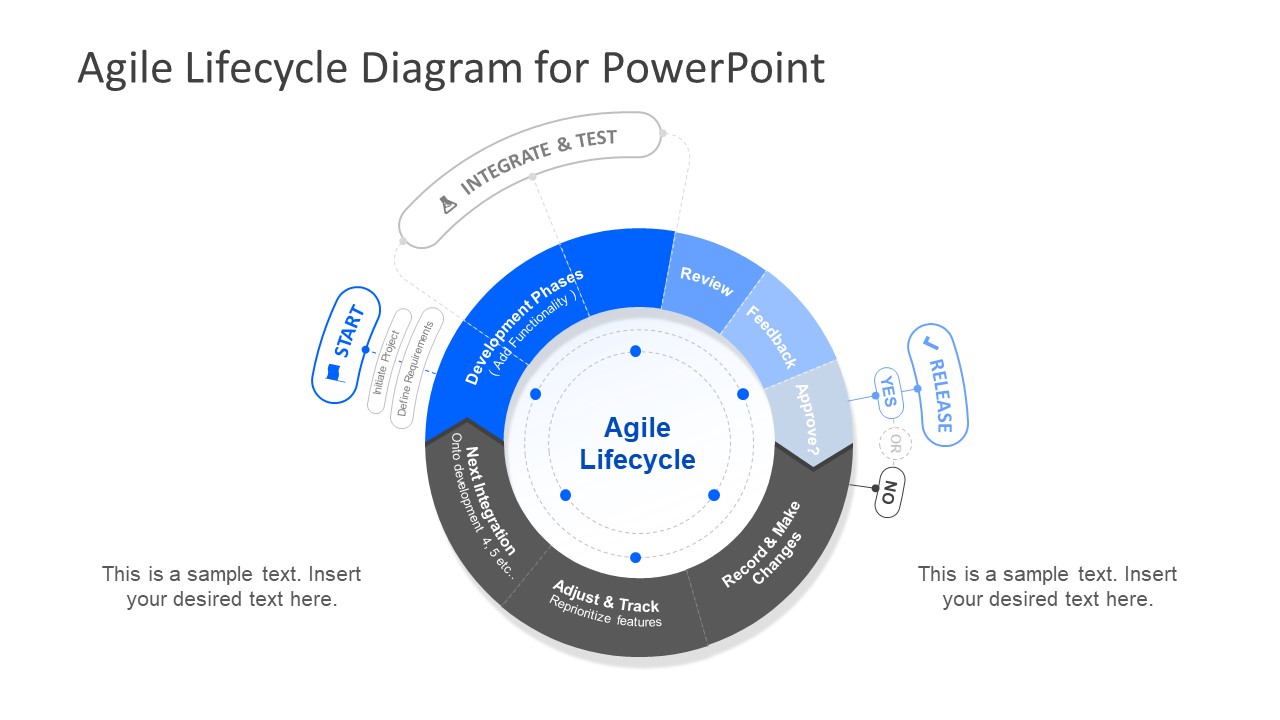 Agile Lifecycle Diagram for PowerPoint
INTEGRATE & TEST
START
Initiate Project
Define Requirements
Development Phases
( Add Functionality )
Review
Feedback
Approve?
YES
OR
NO
RELEASE
Agile
Lifecycle
Record & Make
Changes
Adjust & Track
Reprioritize features
Next Integration
Onto development 4, 5 etc..
This is a sample text. Insert
your desired text here.
This is a sample text. Insert
your desired text here.